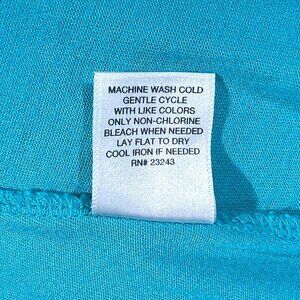 MACHINE WASH COLD
GENTLE CYCLE
WITH LIKE COLORS
ONLY NON-CHLORINE
BLEACH WHEN NEEDED
LAY FLAT TO DRY
COOL IRON IF NEEDED
RN# 23243